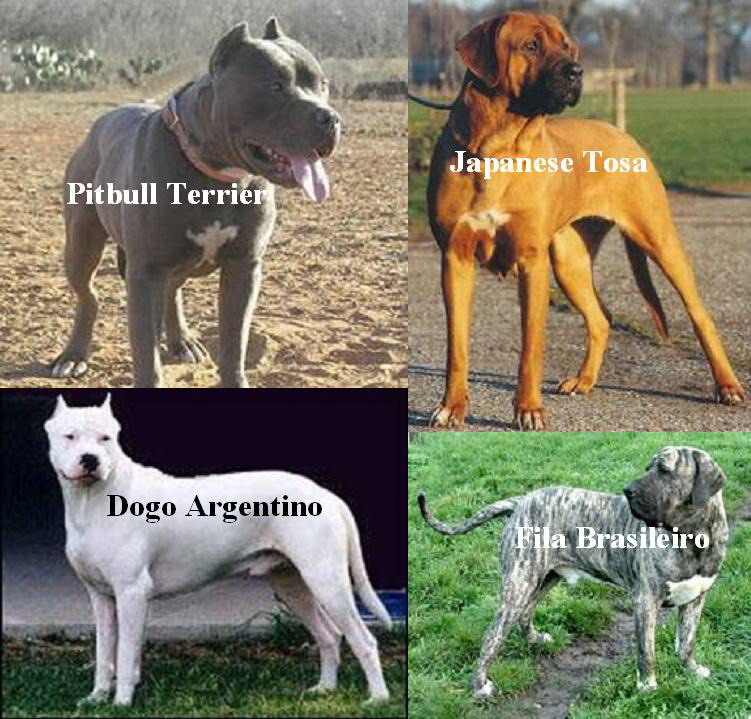 Pitbull Terrier
Japanese Tosa
Dogo Argentino
Fila Brasileiro